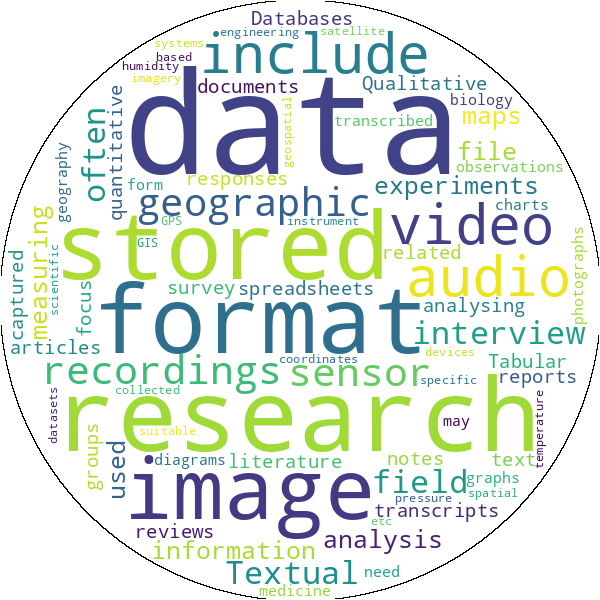 Databases
engineering
satellite
systems
include
based
humidity
imagery
data
documents
Qualitative
biology
often
quantitative
geospatial
transcribed
maps
file
geography
form
responses
observations
experiments
geographic
charts
GPS
instrument
video
measuring
captured
scientific
GIS
stored
related
photographs
audio
focus
survey
spreadsheets
format
analysing
interview
articles
coordinates
devices
recordings
sensor
Tabular
specific
reports
datasets
collected
research
temperature
groups
suitable
may
used
diagrams
literature
notes
text
image
field
graphs
spatial
pressure
transcripts
etc
reviews
analysis
information
Textual
need
medicine